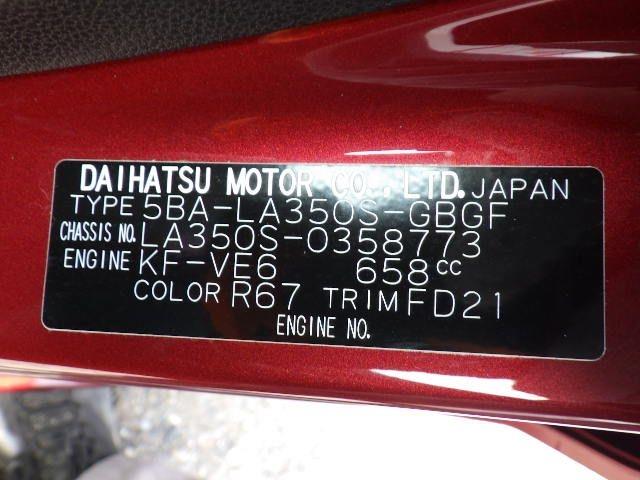 DAIHATSU MOTOR CO., LTD. JAPAN
TYPE 5BA-LA350S-GBGF
CHASSIS NO. LA350S-0358773
ENGINE KF-VE6 658cc
COLOR R67 TRIM FD21
ENGINE NO.